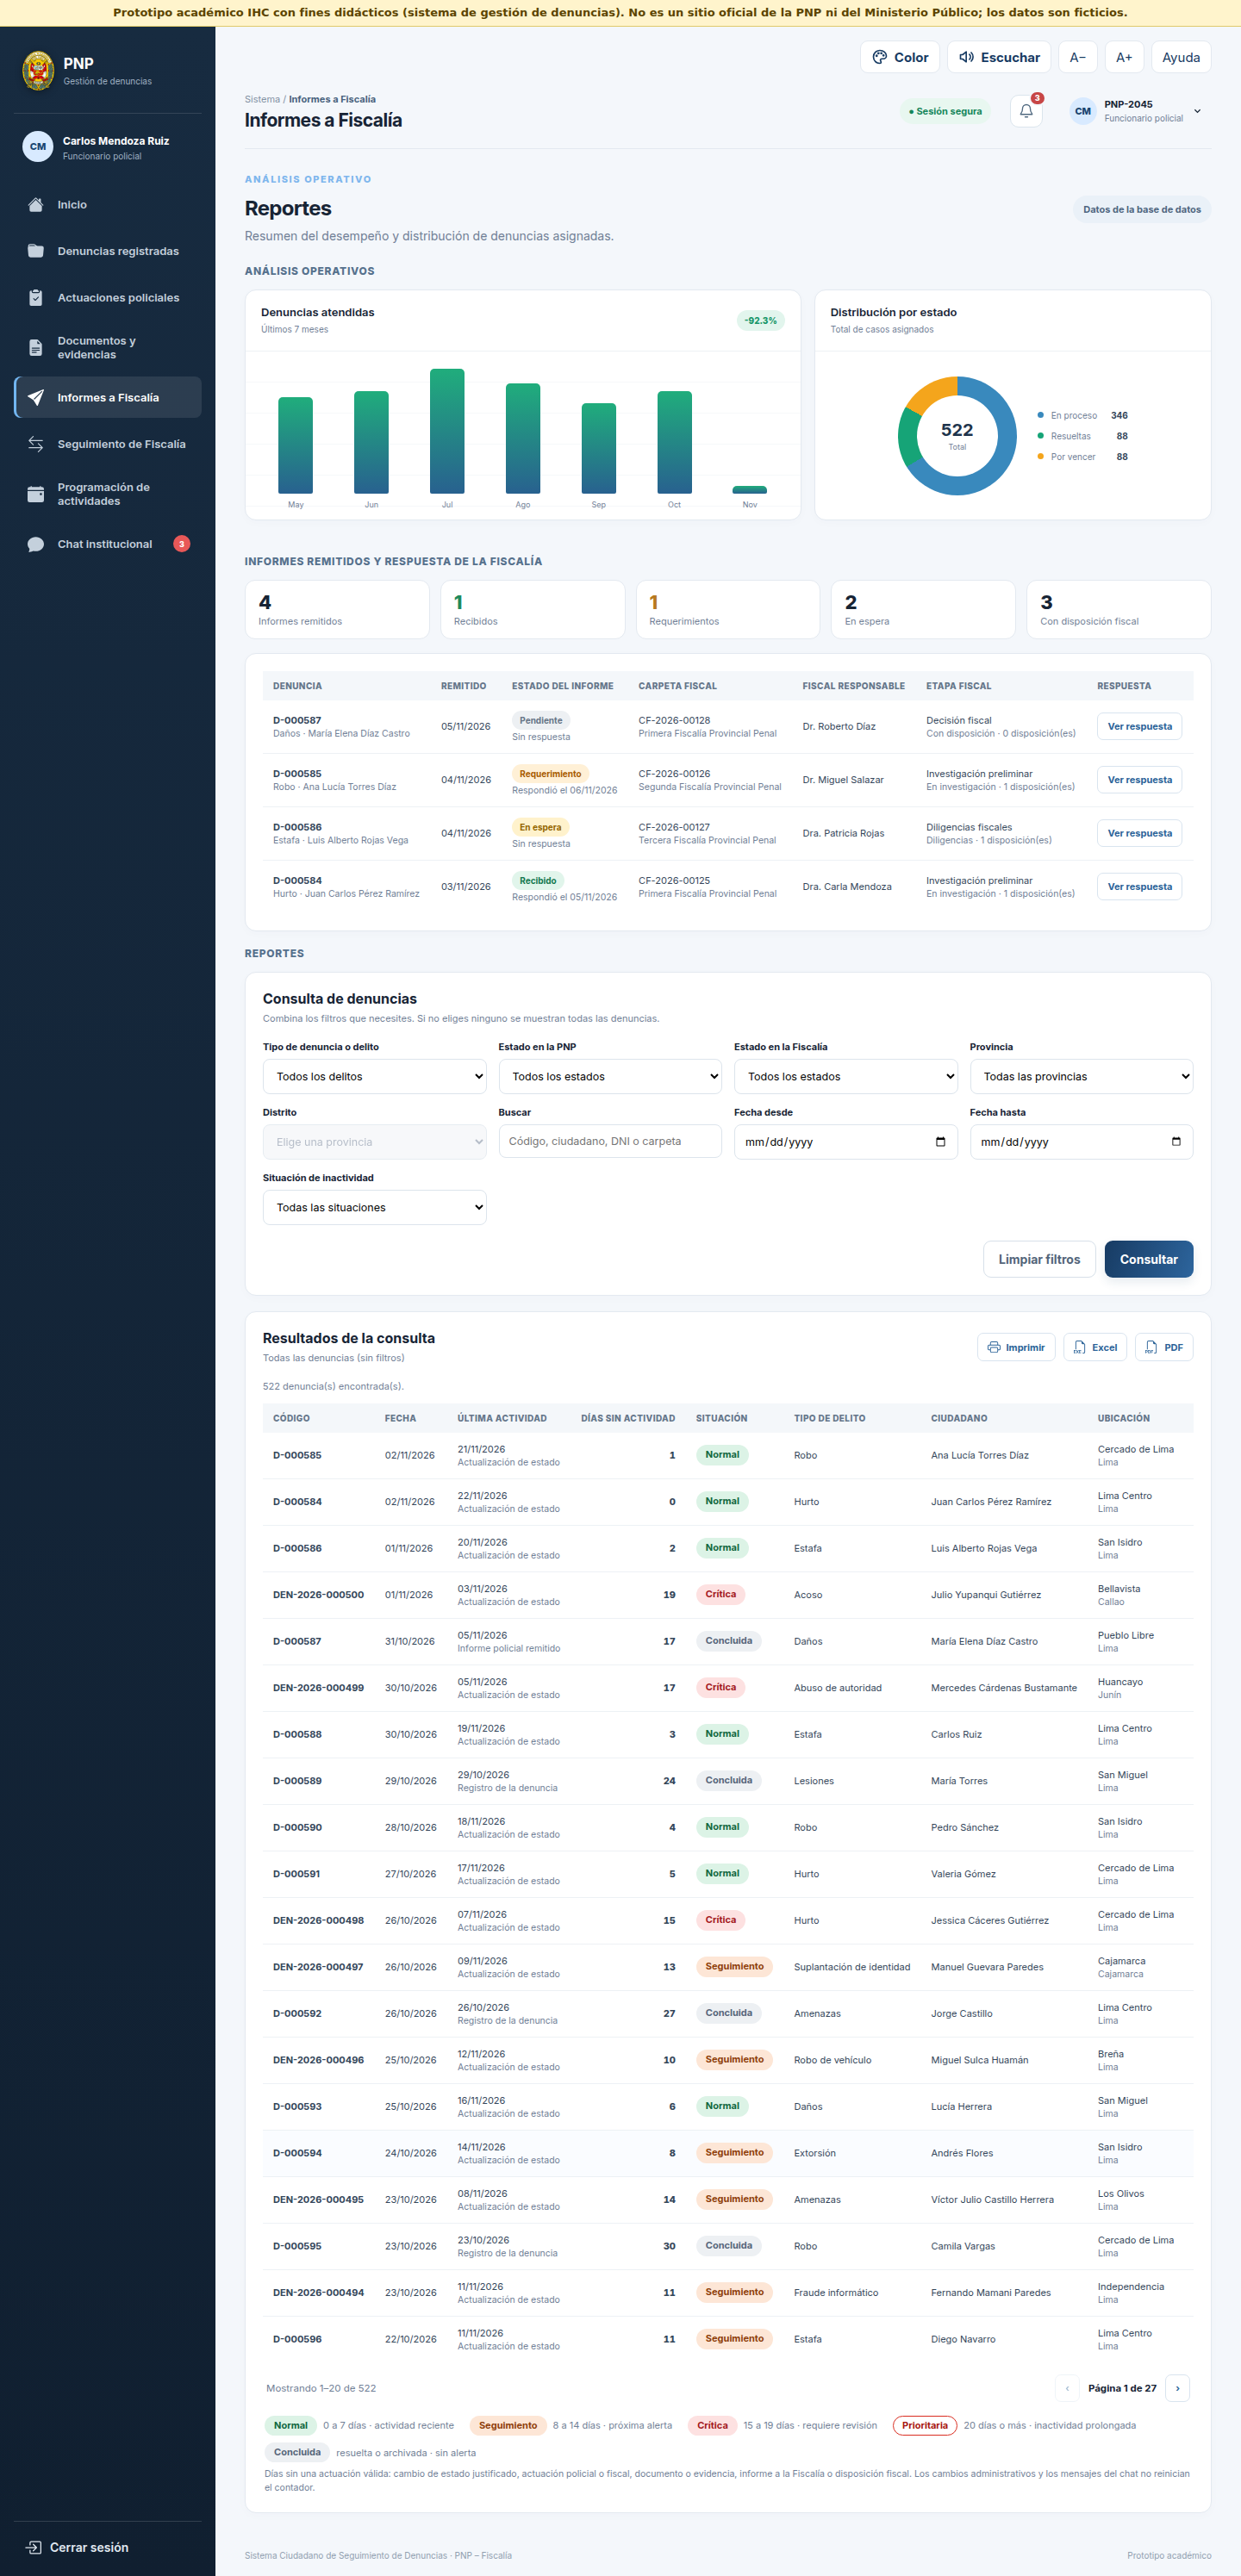 Prototipo académico IHC con fines didácticos (sistema de gestión de denuncias). No es un sitio oficial de la PNP ni del Ministerio Público; los datos son ficticios.
PNP
Gestión de denuncias
CM
Carlos Mendoza Ruiz
Funcionario policial
Inicio
Denuncias registradas
Actuaciones policiales
Documentos y
evidencias
Informes a Fiscalía
Seguimiento de Fiscalía
Programación de
actividades
Chat institucional 3
Cerrar sesión
Color Escuchar A− A+ Ayuda
Sistema / Informes a Fiscalía
Informes a Fiscalía
● Sesión segura
3
CM
PNP-2045
Funcionario policial
ANÁLISIS OPERATIVO
Reportes
Datos de la base de datos
Resumen del desempeño y distribución de denuncias asignadas.
ANÁLISIS OPERATIVOS
Denuncias atendidas
Últimos 7 meses
-92.3%
May Jun Jul Ago Sep Oct Nov
Distribución por estado
Total de casos asignados
522
Total
En proceso 346
Resueltas 88
Por vencer 88
INFORMES REMITIDOS Y RESPUESTA DE LA FISCALÍA
4
Informes remitidos
1
Recibidos
1
Requerimientos
2
En espera
3
Con disposición fiscal
DENUNCIA REMITIDO ESTADO DEL INFORME CARPETA FISCAL FISCAL RESPONSABLE ETAPA FISCAL RESPUESTA
D-000587 05/11/2026 Pendiente CF-2026-00128 Dr. Roberto Díaz Decisión fiscal Ver respuesta
Daños · María Elena Díaz Castro Sin respuesta Primera Fiscalía Provincial Penal Con disposición · 0 disposición(es)
D-000585 04/11/2026 Requerimiento CF-2026-00126 Dr. Miguel Salazar Investigación preliminar Ver respuesta
Robo · Ana Lucía Torres Díaz Respondió el 06/11/2026 Segunda Fiscalía Provincial Penal En investigación · 1 disposición(es)
D-000586 04/11/2026 En espera CF-2026-00127 Dra. Patricia Rojas Diligencias fiscales Ver respuesta
Estafa · Luis Alberto Rojas Vega Sin respuesta Tercera Fiscalía Provincial Penal Diligencias · 1 disposición(es)
D-000584 03/11/2026 Recibido CF-2026-00125 Dra. Carla Mendoza Investigación preliminar Ver respuesta
Hurto · Juan Carlos Pérez Ramírez Respondió el 05/11/2026 Primera Fiscalía Provincial Penal En investigación · 1 disposición(es)
REPORTES
Consulta de denuncias
Combina los filtros que necesites. Si no eliges ninguno se muestran todas las denuncias.
Tipo de denuncia o delito Estado en la PNP Estado en la Fiscalía Provincia
Todos los delitos Todos los estados Todos los estados Todas las provincias
Distrito Buscar Fecha desde Fecha hasta
Elige una provincia Código, ciudadano, DNI o carpeta mm/dd/yyyy mm/dd/yyyy
Situación de inactividad
Todas las situaciones
Limpiar filtros Consultar
Resultados de la consulta
Todas las denuncias (sin filtros)
Imprimir Excel PDF
522 denuncia(s) encontrada(s).
CÓDIGO FECHA ÚLTIMA ACTIVIDAD DÍAS SIN ACTIVIDAD SITUACIÓN TIPO DE DELITO CIUDADANO UBICACIÓN
D-000585 02/11/2026 21/11/2026 1 Normal Robo Ana Lucía Torres Díaz Cercado de Lima
Actualización de estado Lima
D-000584 02/11/2026 22/11/2026 0 Normal Hurto Juan Carlos Pérez Ramírez Lima Centro
Actualización de estado Lima
D-000586 01/11/2026 20/11/2026 2 Normal Estafa Luis Alberto Rojas Vega San Isidro
Actualización de estado Lima
DEN-2026-000500 01/11/2026 03/11/2026 19 Crítica Acoso Julio Yupanqui Gutiérrez Bellavista
Actualización de estado Callao
D-000587 31/10/2026 05/11/2026 17 Concluida Daños María Elena Díaz Castro Pueblo Libre
Informe policial remitido Lima
DEN-2026-000499 30/10/2026 05/11/2026 17 Crítica Abuso de autoridad Mercedes Cárdenas Bustamante Huancayo
Actualización de estado Junín
D-000588 30/10/2026 19/11/2026 3 Normal Estafa Carlos Ruiz Lima Centro
Actualización de estado Lima
D-000589 29/10/2026 29/10/2026 24 Concluida Lesiones María Torres San Miguel
Registro de la denuncia Lima
D-000590 28/10/2026 18/11/2026 4 Normal Robo Pedro Sánchez San Isidro
Actualización de estado Lima
D-000591 27/10/2026 17/11/2026 5 Normal Hurto Valeria Gómez Cercado de Lima
Actualización de estado Lima
DEN-2026-000498 26/10/2026 07/11/2026 15 Crítica Hurto Jessica Cáceres Gutiérrez Cercado de Lima
Actualización de estado Lima
DEN-2026-000497 26/10/2026 09/11/2026 13 Seguimiento Suplantación de identidad Manuel Guevara Paredes Cajamarca
Actualización de estado Cajamarca
D-000592 26/10/2026 26/10/2026 27 Concluida Amenazas Jorge Castillo Lima Centro
Registro de la denuncia Lima
DEN-2026-000496 25/10/2026 12/11/2026 10 Seguimiento Robo de vehículo Miguel Sulca Huamán Breña
Actualización de estado Lima
D-000593 25/10/2026 16/11/2026 6 Normal Daños Lucía Herrera San Miguel
Actualización de estado Lima
D-000594 24/10/2026 14/11/2026 8 Seguimiento Extorsión Andrés Flores San Isidro
Actualización de estado Lima
DEN-2026-000495 23/10/2026 08/11/2026 14 Seguimiento Amenazas Víctor Julio Castillo Herrera Los Olivos
Actualización de estado Lima
D-000595 23/10/2026 23/10/2026 30 Concluida Robo Camila Vargas Cercado de Lima
Registro de la denuncia Lima
DEN-2026-000494 23/10/2026 11/11/2026 11 Seguimiento Fraude informático Fernando Mamani Paredes Independencia
Actualización de estado Lima
D-000596 22/10/2026 11/11/2026 11 Seguimiento Estafa Diego Navarro Lima Centro
Actualización de estado Lima
Mostrando 1–20 de 522 ‹ Página 1 de 27 ›
Normal 0 a 7 días · actividad reciente Seguimiento 8 a 14 días · próxima alerta Crítica 15 a 19 días · requiere revisión Prioritaria 20 días o más · inactividad prolongada
Concluida resuelta o archivada · sin alerta
Días sin una actuación válida: cambio de estado justificado, actuación policial o fiscal, documento o evidencia, informe a la Fiscalía o disposición fiscal. Los cambios administrativos y los mensajes del chat no reinician
el contador.
Sistema Ciudadano de Seguimiento de Denuncias · PNP – Fiscalía Prototipo académico